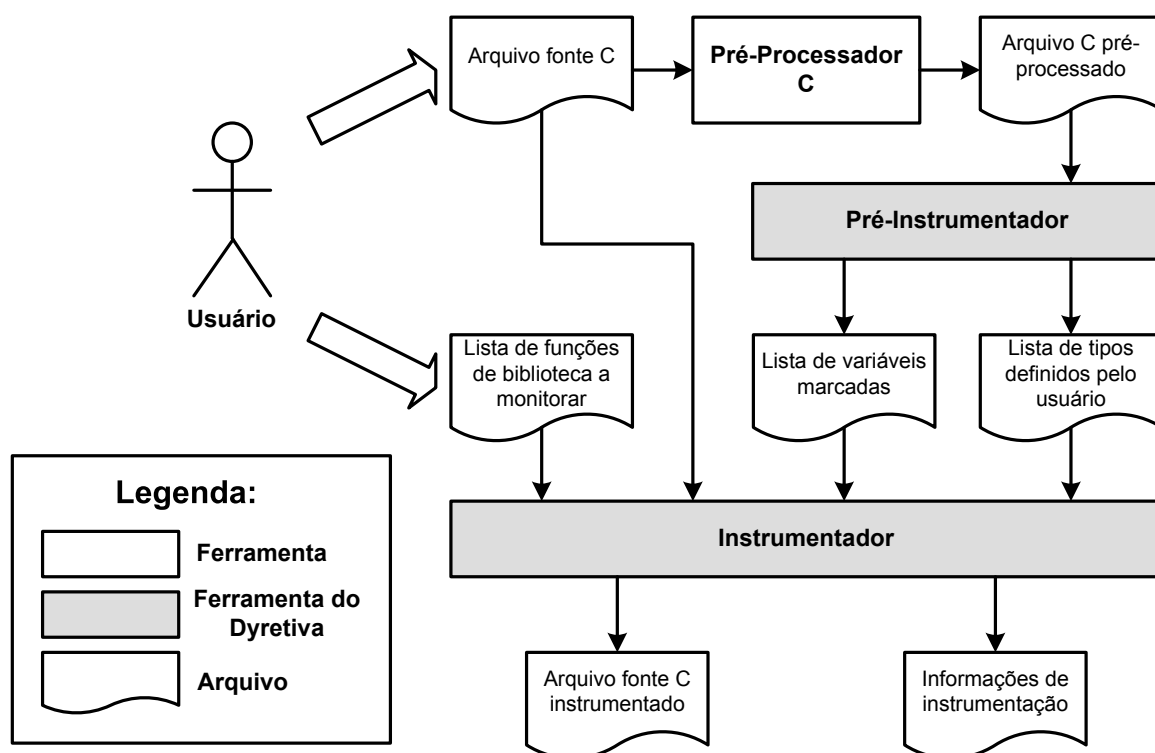 Arquivo fonte C
Pré-Processador
C
Arquivo C pré-
processado
Pré-Instrumentador
Usuário
Lista de funções
de biblioteca a
monitorar
Lista de variáveis
marcadas
Lista de tipos
definidos pelo
usuário
Instrumentador
Legenda:
Ferramenta
Ferramenta do
Dyretiva
Arquivo
Arquivo fonte C
instrumentado
Informações de
instrumentação